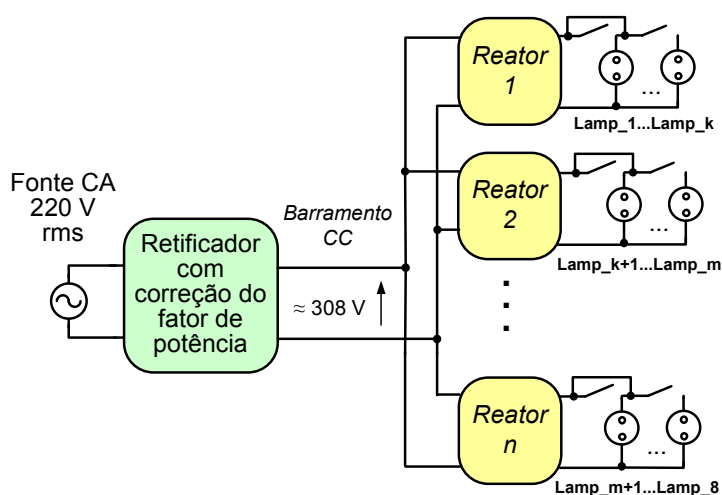 Fonte CA
220 V
rms
Retificador
com
correção do
fator de
potência
Barramento
CC
≈ 308 V
Reator
1
...
Lamp_1...Lamp_k
Reator
2
...
Lamp_k+1...Lamp_m
Reator
n
...
Lamp_m+1...Lamp_8